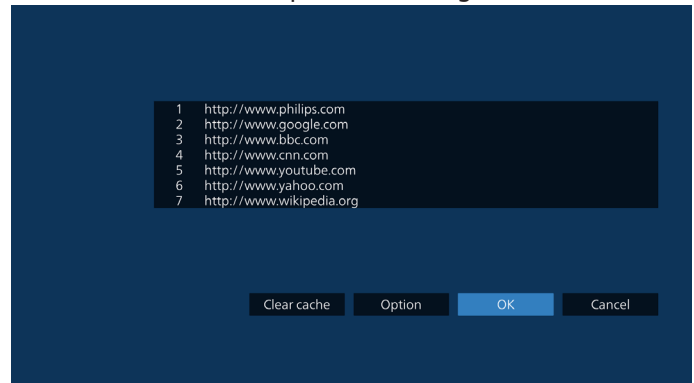 1 http://www.philips.com
2 http://www.google.com
3 http://www.bbc.com
4 http://www.cnn.com
5 http://www.youtube.com
6 http://www.yahoo.com
7 http://www.wikipedia.org
Clear cache Option OK Cancel